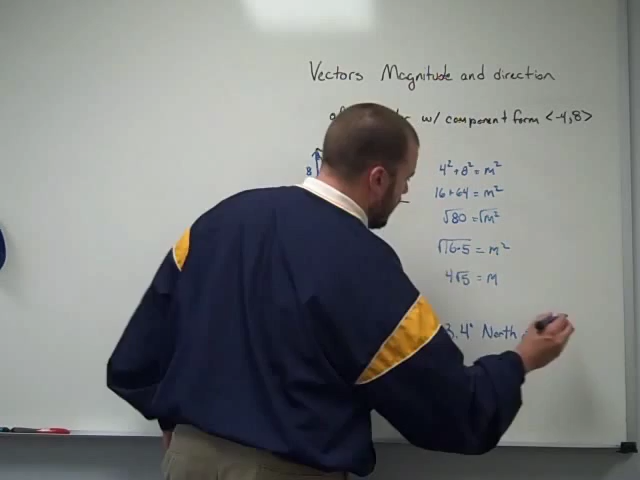 Vectors Magnitude and direction
w/ component form <-4,8>
8
4² + 8² = m²
16 + 64 = m²
√80 = √m²
√16·5 = m²
4√5 = m
3.4° North